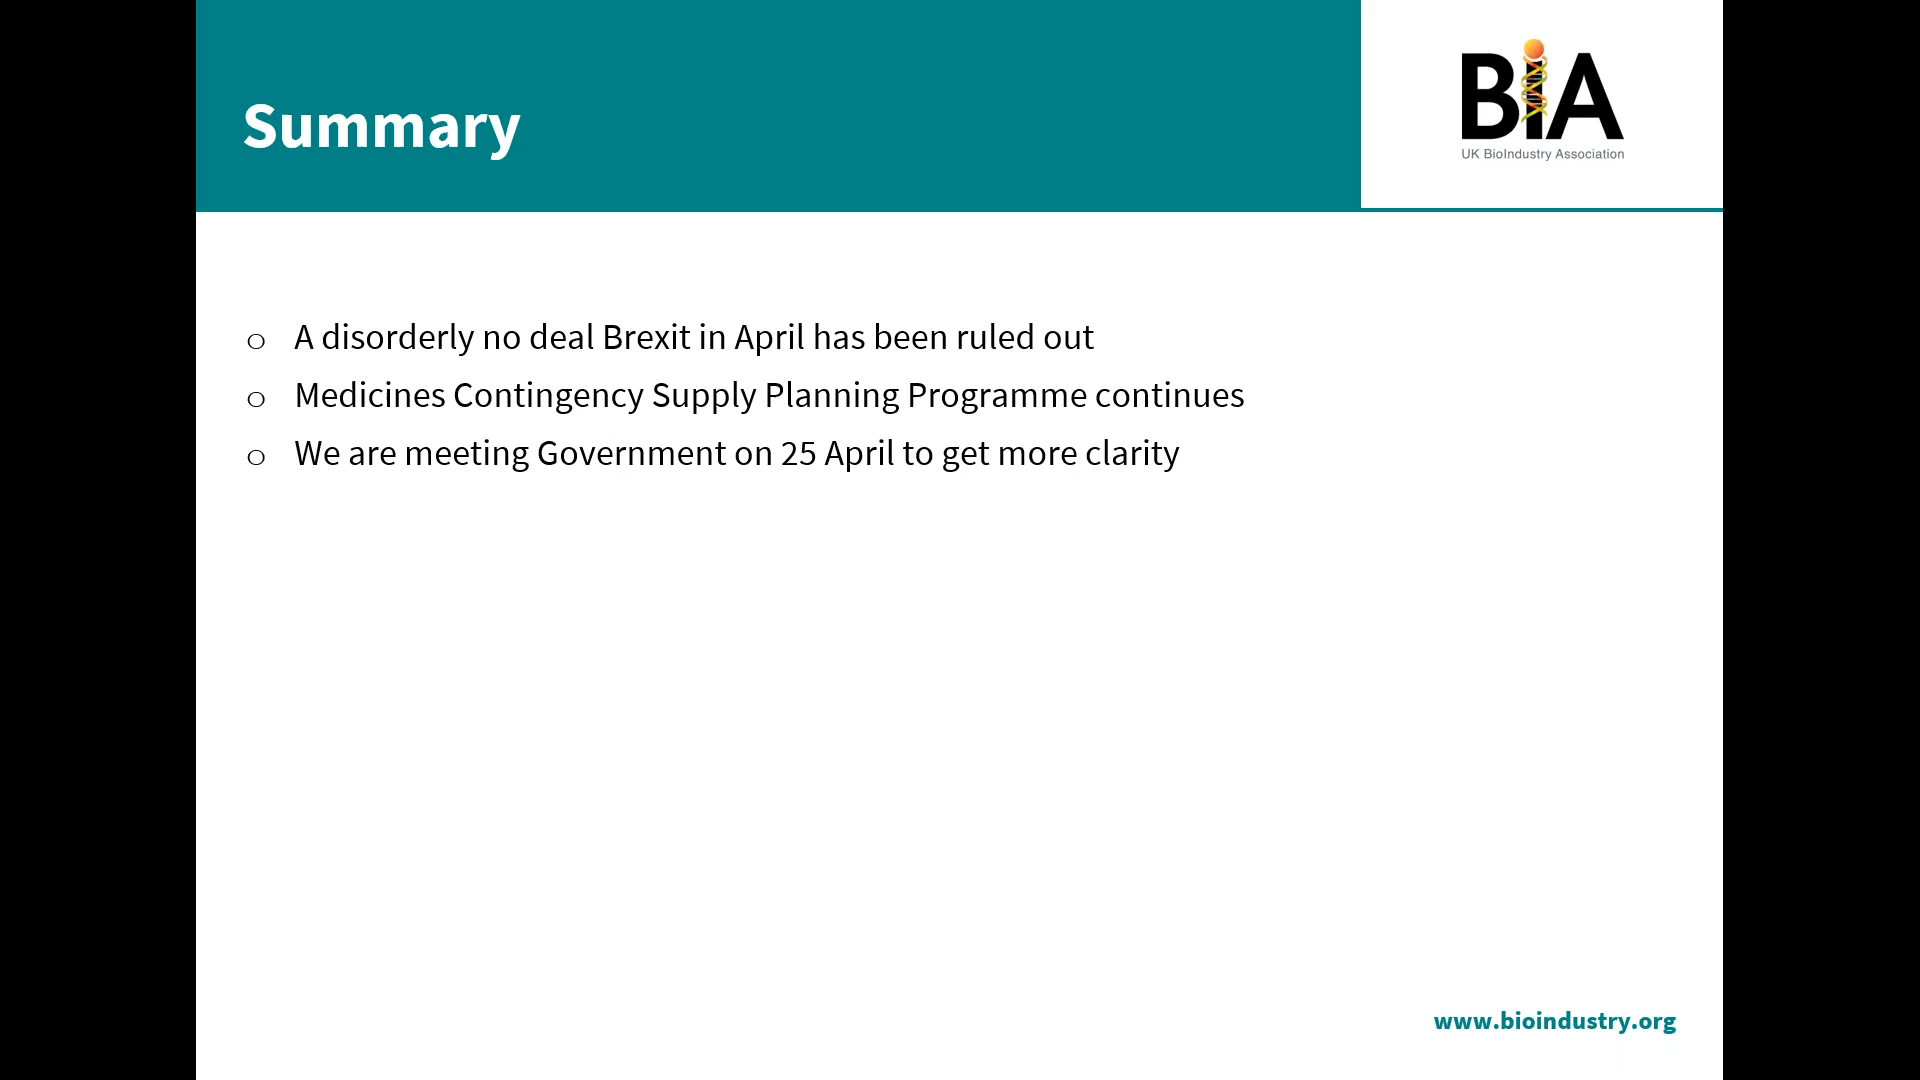 Summary
BiA
UK BioIndustry Association
o A disorderly no deal Brexit in April has been ruled out
o Medicines Contingency Supply Planning Programme continues
o We are meeting Government on 25 April to get more clarity
www.bioindustry.org